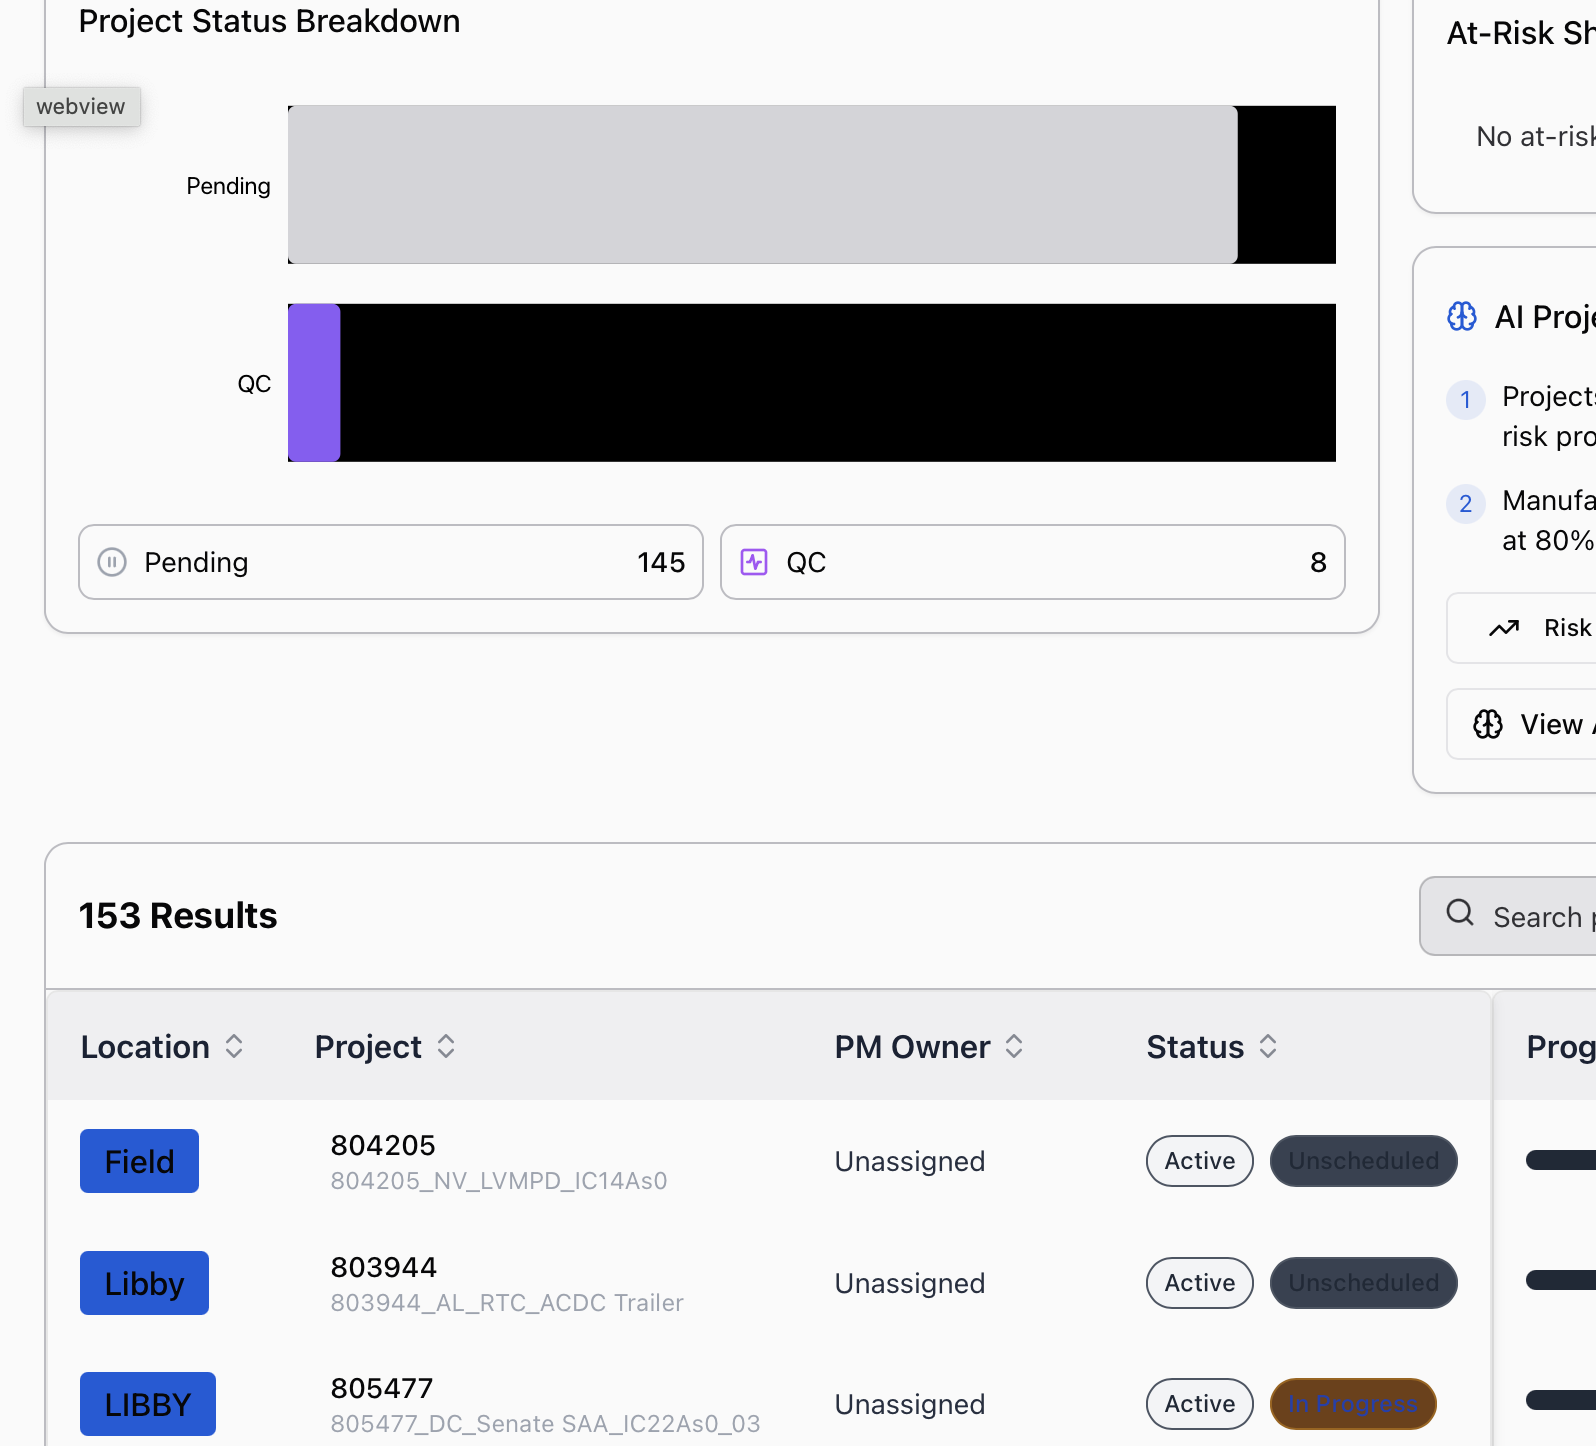 Project Status Breakdown
webview
Pending
QC
Pending 145
QC 8
At-Risk Sh
No at-risk
AI Proje
1 Projects
risk pro
2 Manufa
at 80%
Risk
View A
153 Results
Search p
Location Project PM Owner Status Prog
Field 804205 Unassigned Active Unscheduled
804205_NV_LVMPD_IC14As0
Libby 803944 Unassigned Active Unscheduled
803944_AL_RTC_ACDC Trailer
LIBBY 805477 Unassigned Active In Progress
805477_DC_Senate SAA_IC22As0_03